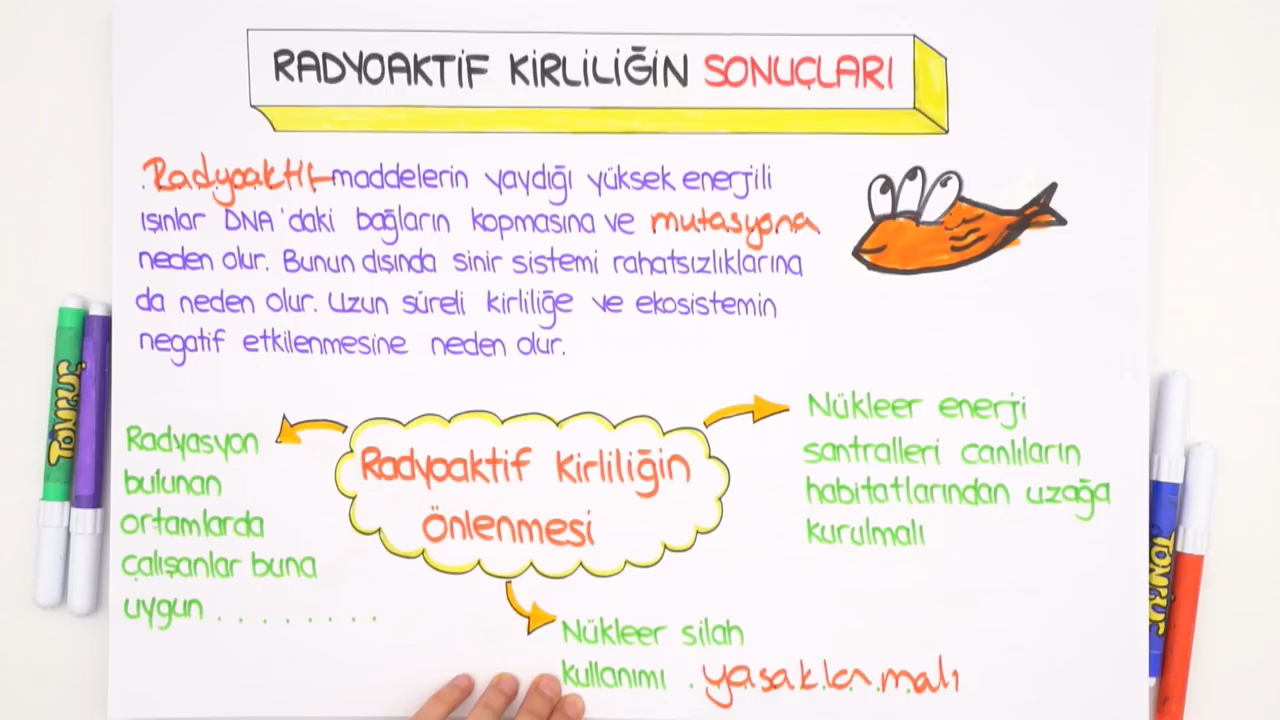 RADYOAKTİF KİRLİLİĞİN SONUÇLARI
.Radyoaktif maddelerin yaydığı yüksek enerjili
ışınlar DNA'daki bağların kopmasına ve mutasyona
neden olur. Bunun dışında sinir sistemi rahatsızlıklarına
da neden olur. Uzun süreli kirliliğe ve ekosistemin
negatif etkilenmesine neden olur.
Radyoaktif Kirliliğin
önlenmesi
Radyasyon
bulunan
ortamlarda
çalışanlar buna
uygun . . . . . . . .
Nükleer enerji
santralleri canlıların
habitatlarından uzağa
kurulmalı
Nükleer silah
kullanımı .yasaklanmalı
TONRUÇ
TONRUÇ